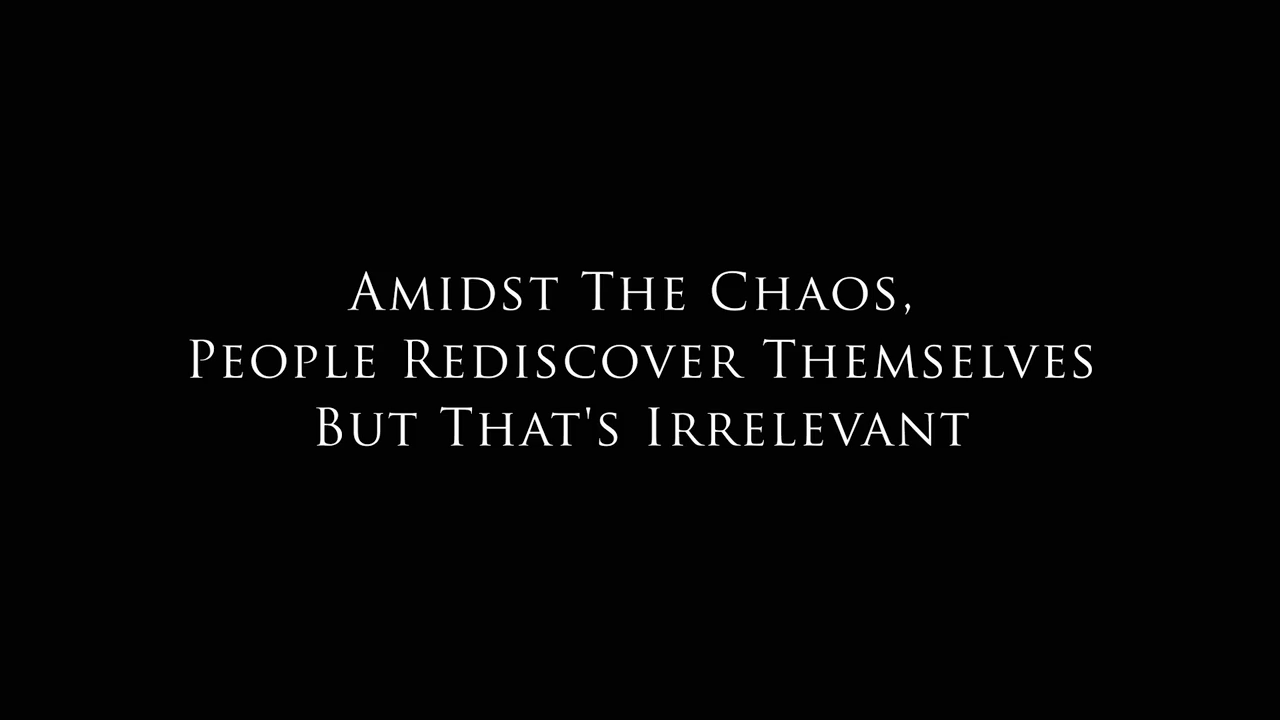 Amidst The Chaos,
People Rediscover Themselves
But That's Irrelevant